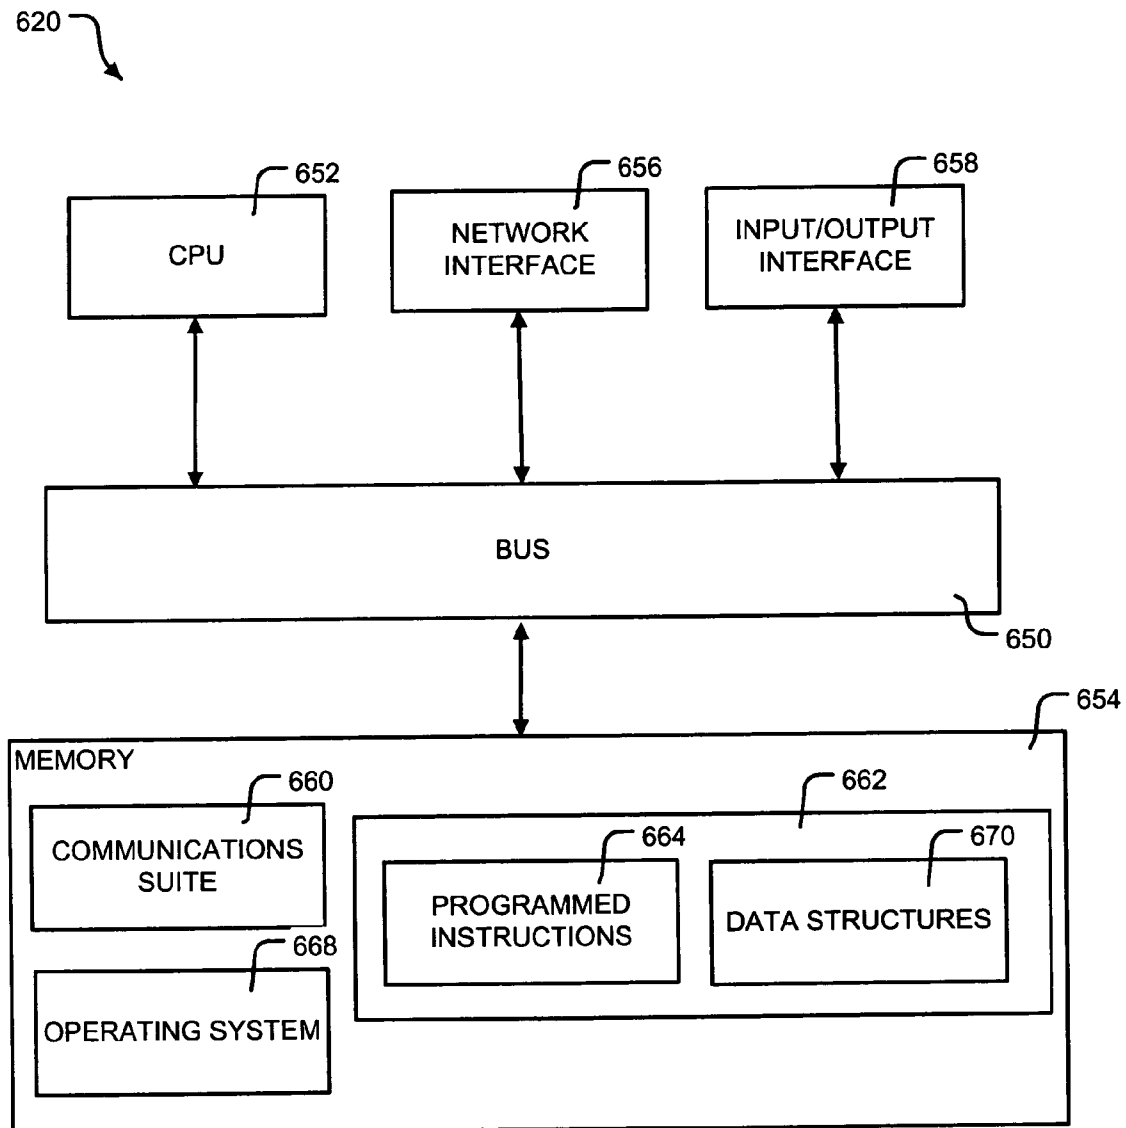 620
652
CPU
656
NETWORK
INTERFACE
658
INPUT/OUTPUT
INTERFACE
BUS
650
654
MEMORY
660
COMMUNICATIONS
SUITE
662
664
PROGRAMMED
INSTRUCTIONS
670
DATA STRUCTURES
668
OPERATING SYSTEM